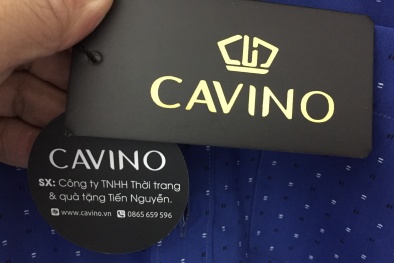 CAVINO
CAVINO
SX: Công ty TNHH Thời trang
& quà tặng Tiến Nguyễn.
www.cavino.vn 0865 659 596